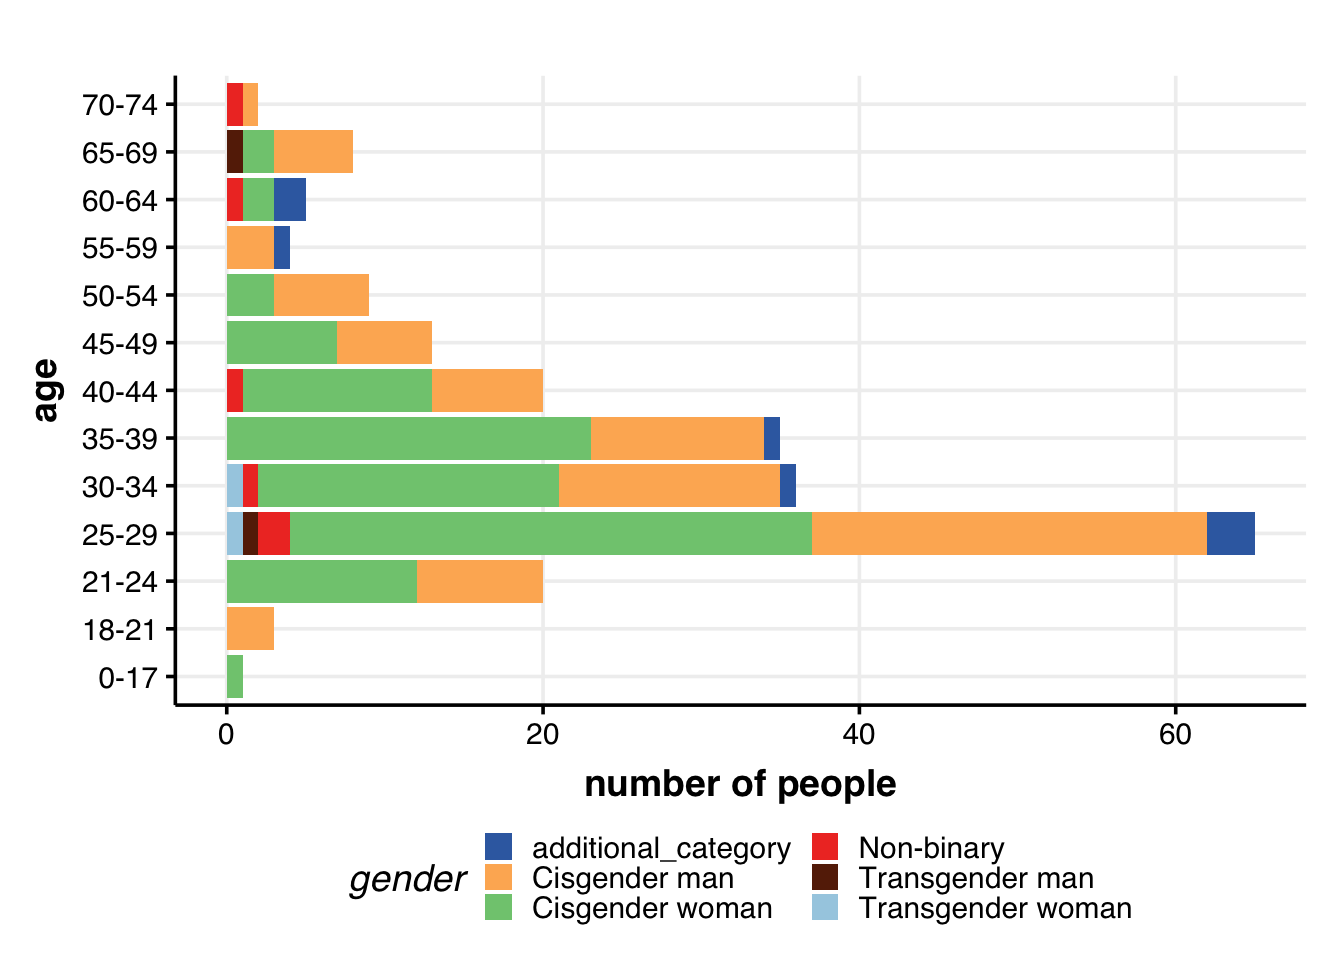 70-74
65-69
60-64
55-59
50-54
45-49
40-44
35-39
30-34
25-29
21-24
18-21
0-17
age
0 20 40 60
number of people
gender
additional_category
Cisgender man
Cisgender woman
Non-binary
Transgender man
Transgender woman